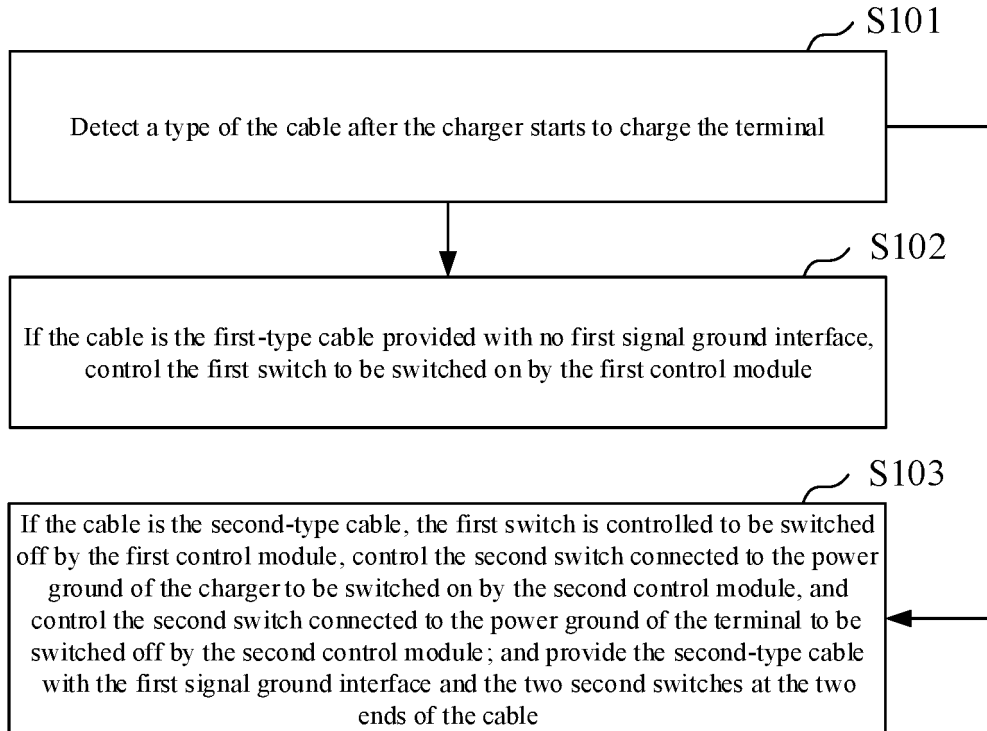 S101
Detect a type of the cable after the charger starts to charge the terminal
S102
If the cable is the first-type cable provided with no first signal ground interface,
control the first switch to be switched on by the first control module
S103
If the cable is the second-type cable, the first switch is controlled to be switched
off by the first control module, control the second switch connected to the power
ground of the charger to be switched on by the second control module, and
control the second switch connected to the power ground of the terminal to be
switched off by the second control module; and provide the second-type cable
with the first signal ground interface and the two second switches at the two
ends of the cable